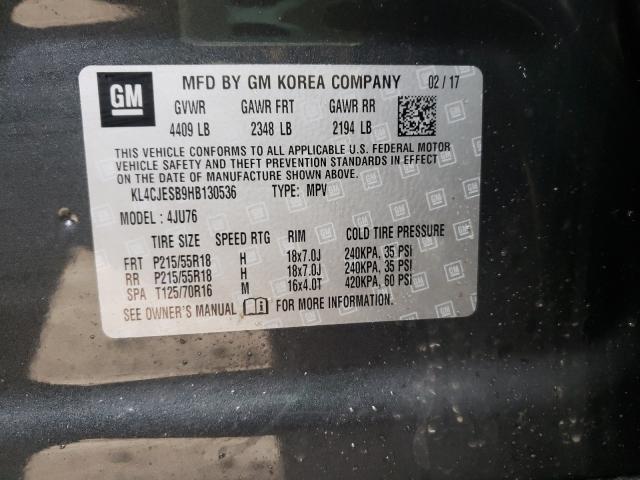 GM MFD BY GM KOREA COMPANY 02/17
GVWR GAWR FRT GAWR RR
4409 LB 2348 LB 2194 LB
THIS VEHICLE CONFORMS TO ALL APPLICABLE U.S. FEDERAL MOTOR
VEHICLE SAFETY AND THEFT PREVENTION STANDARDS IN EFFECT
ON THE DATE OF MANUFACTURE SHOWN ABOVE.
KL4CJESB9HB130536 TYPE: MPV
MODEL: 4JU76
TIRE SIZE SPEED RTG RIM COLD TIRE PRESSURE
FRT P215/55R18 H 18x7.0J 240KPA, 35 PSI
RR P215/55R18 H 18x7.0J 240KPA, 35 PSI
SPA T125/70R16 M 16x4.0T 420KPA, 60 PSI
SEE OWNER'S MANUAL FOR MORE INFORMATION.